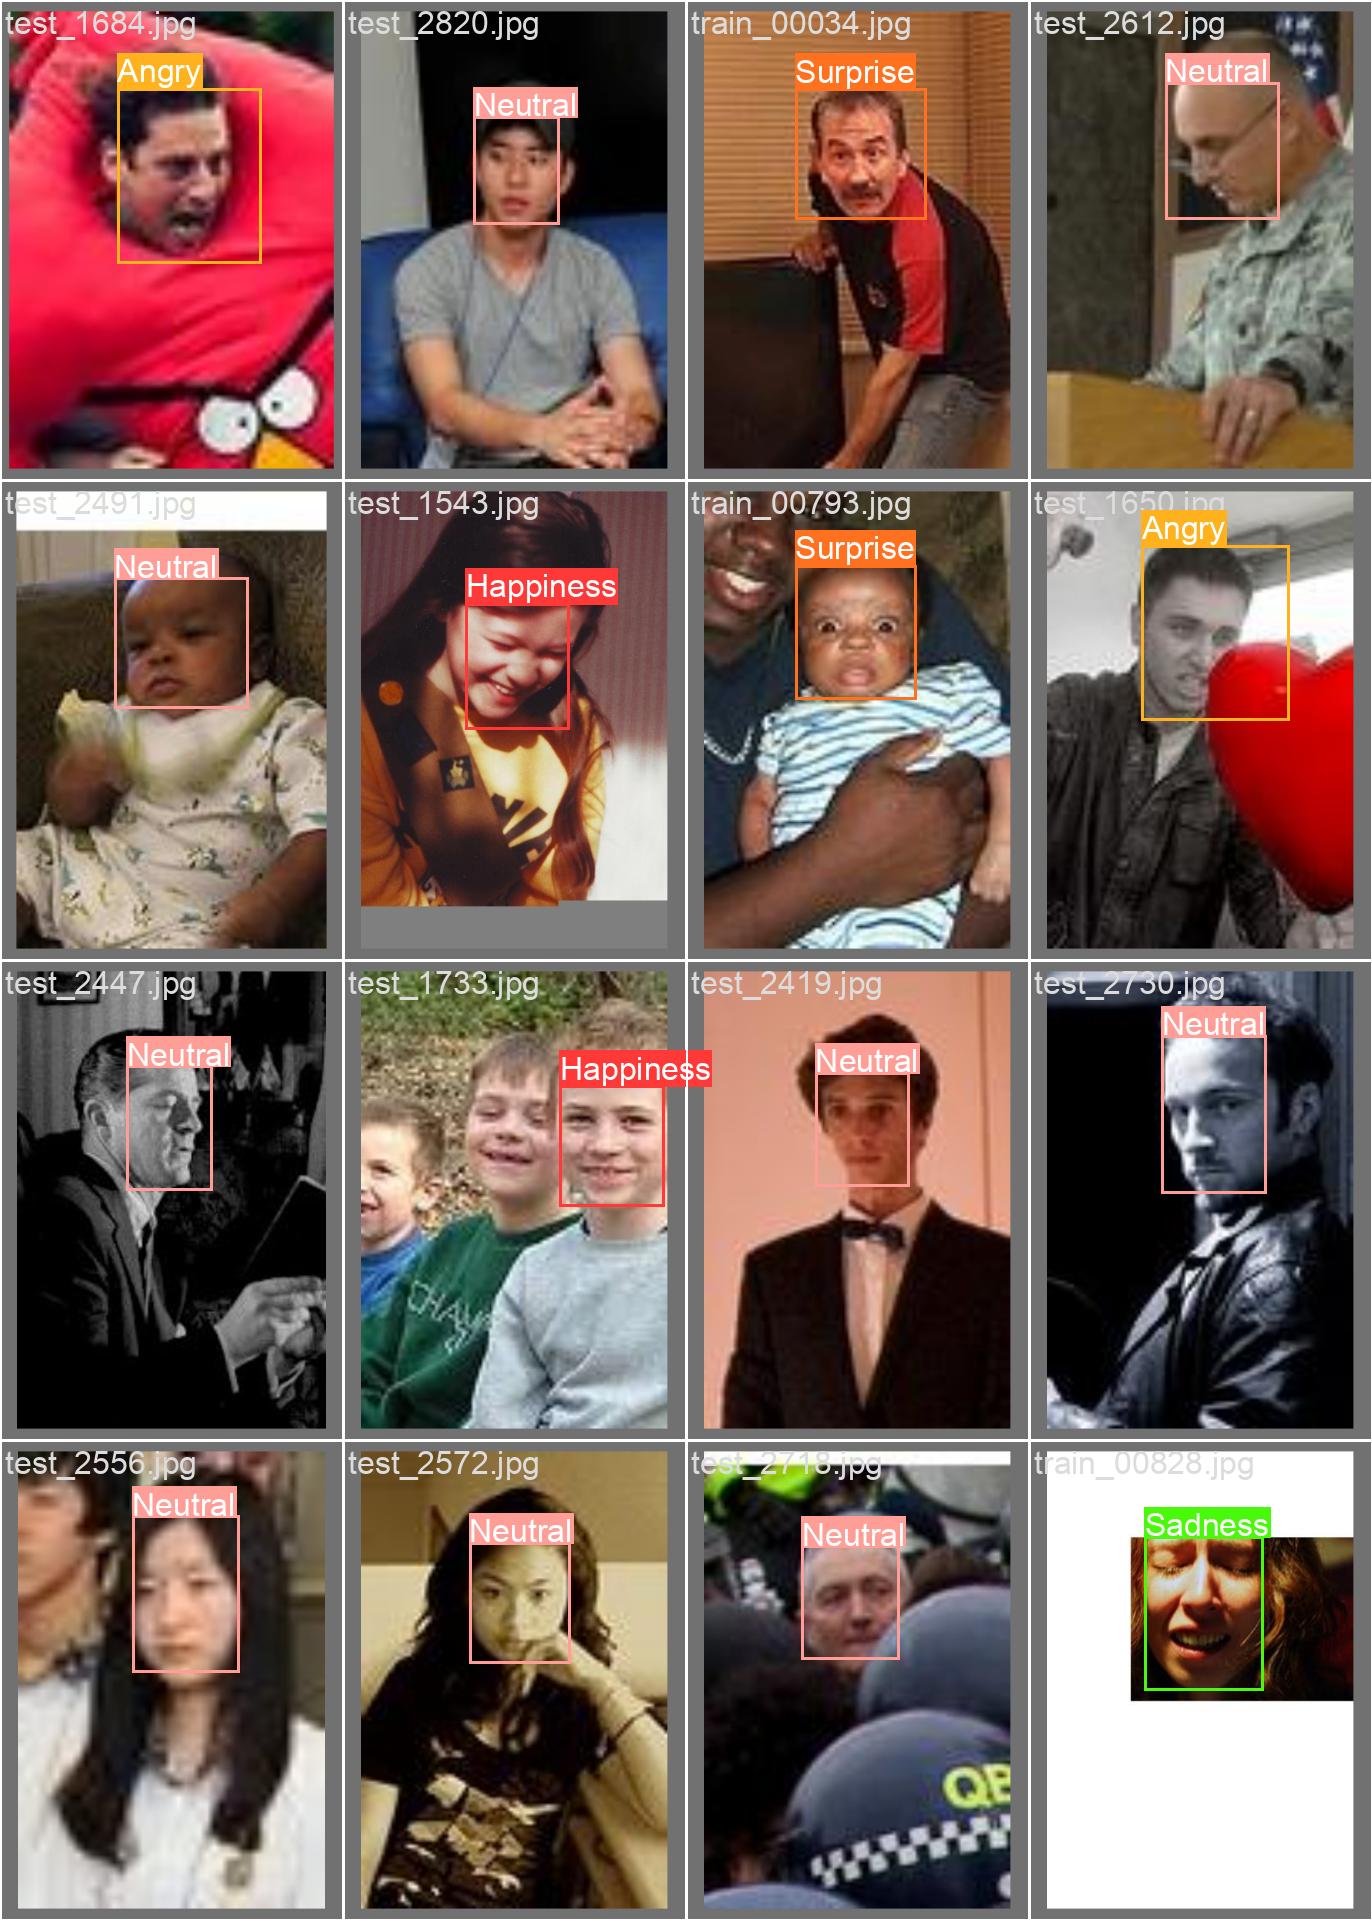 test_1684.jpg
Angry
test_2820.jpg
Neutral
train_00034.jpg
Surprise
test_2612.jpg
Neutral
test_2491.jpg
Neutral
test_1543.jpg
Happiness
train_00793.jpg
Surprise
test_1650.jpg
Angry
test_2447.jpg
Neutral
test_1733.jpg
Happiness
test_2419.jpg
Neutral
test_2730.jpg
Neutral
test_2556.jpg
Neutral
test_2572.jpg
Neutral
test_2718.jpg
Neutral
QB
train_00828.jpg
Sadness